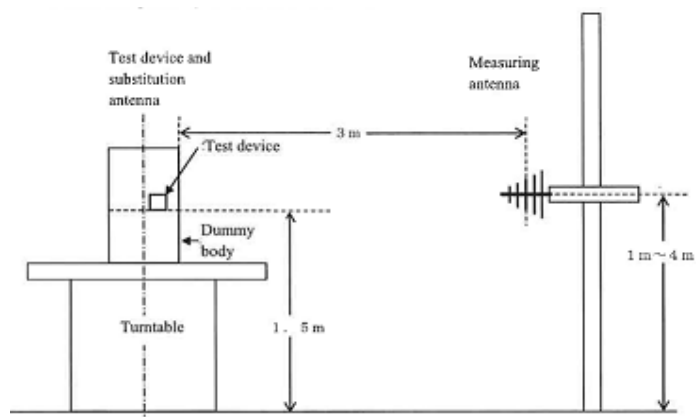 Test device and
substitution
antenna
Measuring
antenna
3 m
:Test device
Dummy
body
1 m～4 m
Turntable
1． 5 m